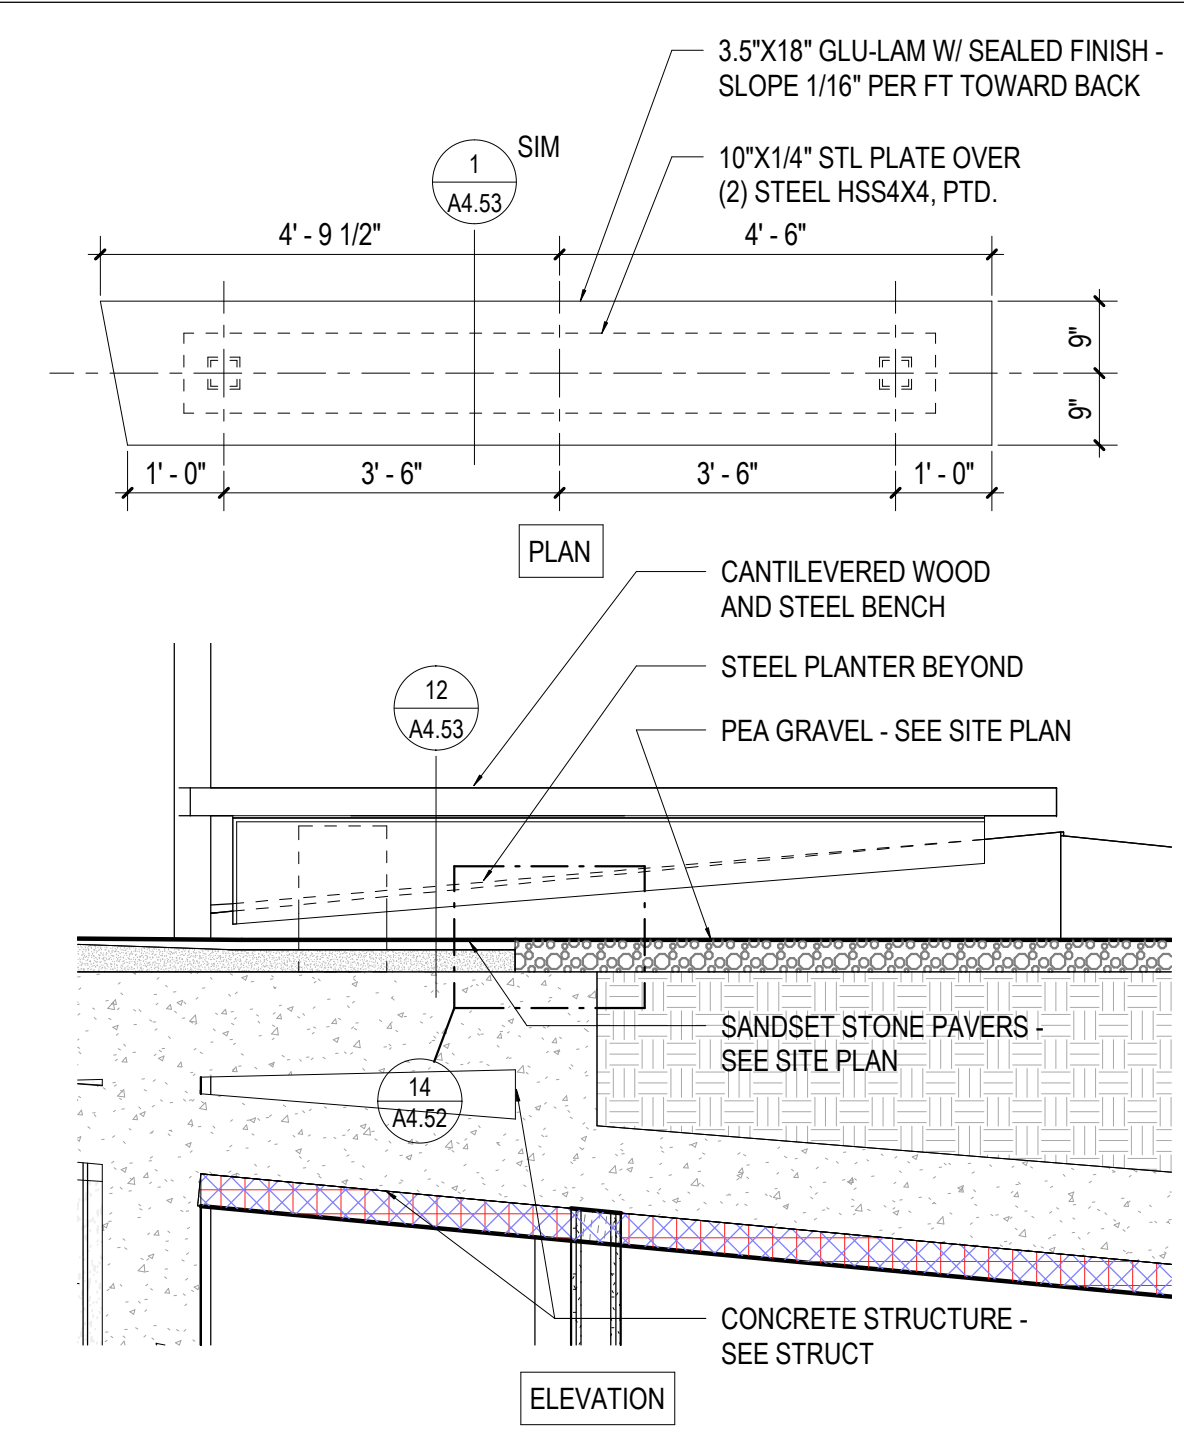 3.5"X18" GLU-LAM W/ SEALED FINISH -
SLOPE 1/16" PER FT TOWARD BACK
SIM
1
A4.53
10"X1/4" STL PLATE OVER
(2) STEEL HSS4X4, PTD.
4' - 9 1/2"
4' - 6"
9"
9"
1' - 0"
3' - 6"
3' - 6"
1' - 0"
PLAN
CANTILEVERED WOOD
AND STEEL BENCH
STEEL PLANTER BEYOND
12
A4.53
PEA GRAVEL - SEE SITE PLAN
SANDSET STONE PAVERS -
SEE SITE PLAN
14
A4.52
CONCRETE STRUCTURE -
SEE STRUCT
ELEVATION